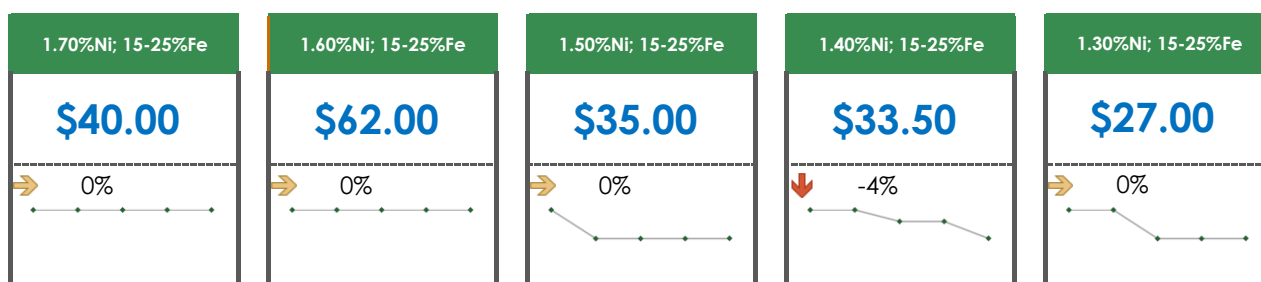 1.70%Ni; 15-25%Fe
$40.00
0%
1.60%Ni; 15-25%Fe
$62.00
0%
1.50%Ni; 15-25%Fe
$35.00
0%
1.40%Ni; 15-25%Fe
$33.50
-4%
1.30%Ni; 15-25%Fe
$27.00
0%